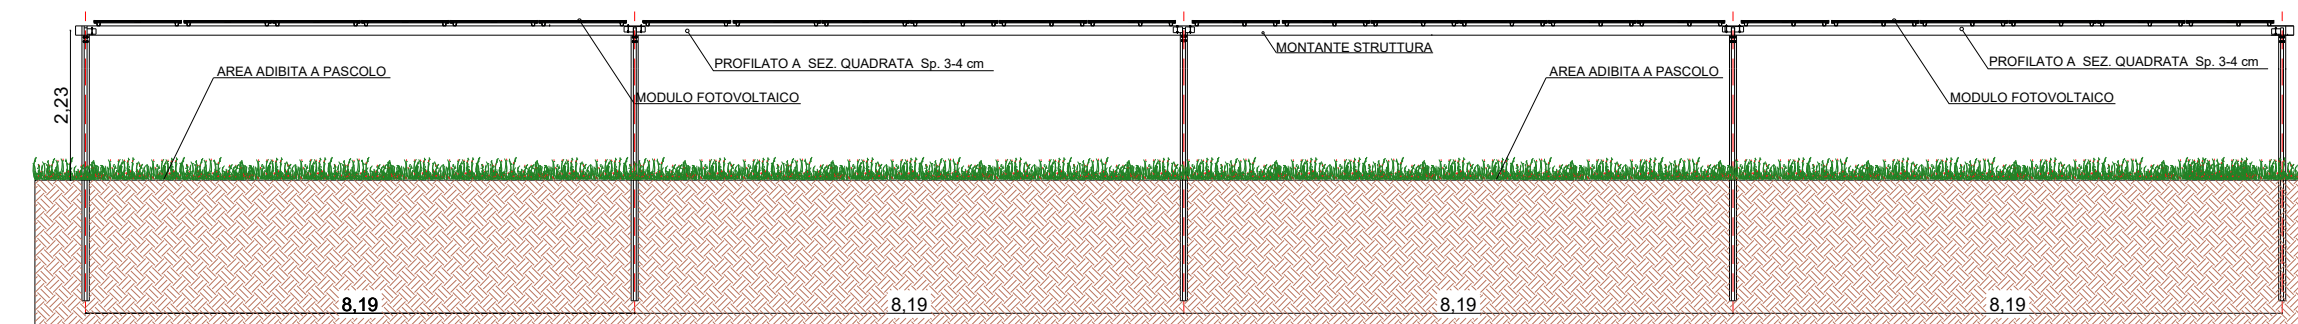 MONTANTE STRUTTURA
PROFILATO A SEZ. QUADRATA Sp. 3-4 cm
PROFILATO A SEZ. QUADRATA Sp. 3-4 cm
AREA ADIBITA A PASCOLO
AREA ADIBITA A PASCOLO
MODULO FOTOVOLTAICO
MODULO FOTOVOLTAICO
2,23
8,19
8,19
8,19
8,19